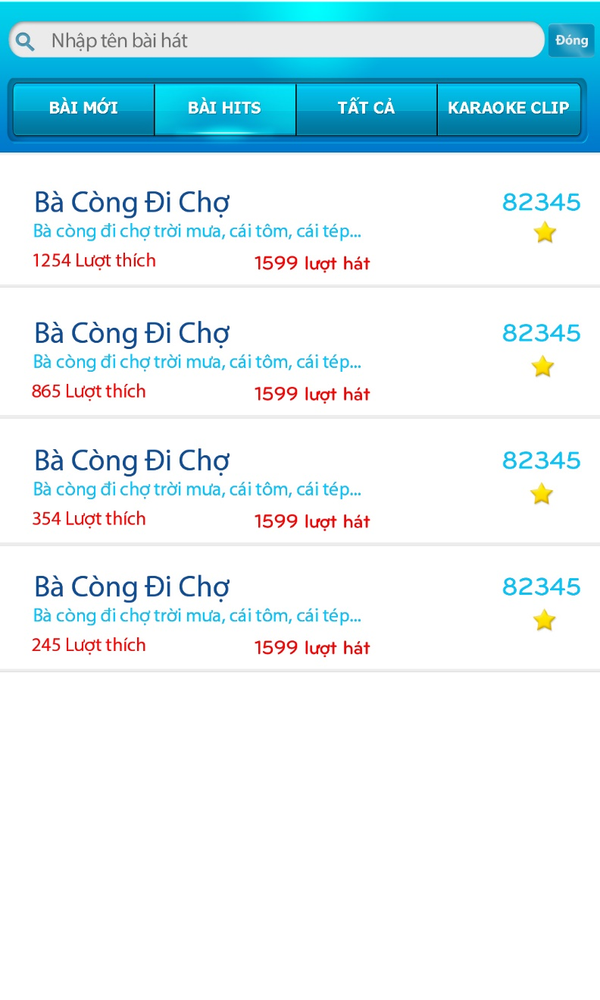 Nhập tên bài hát
Đóng
BÀI MỚI BÀI HITS TẤT CẢ KARAOKE CLIP
Bà Còng Đi Chợ 82345
Bà còng đi chợ trời mưa, cái tôm, cái tép...
1254 Lượt thích 1599 lượt hát
Bà Còng Đi Chợ 82345
Bà còng đi chợ trời mưa, cái tôm, cái tép...
865 Lượt thích 1599 lượt hát
Bà Còng Đi Chợ 82345
Bà còng đi chợ trời mưa, cái tôm, cái tép...
354 Lượt thích 1599 lượt hát
Bà Còng Đi Chợ 82345
Bà còng đi chợ trời mưa, cái tôm, cái tép...
245 Lượt thích 1599 lượt hát